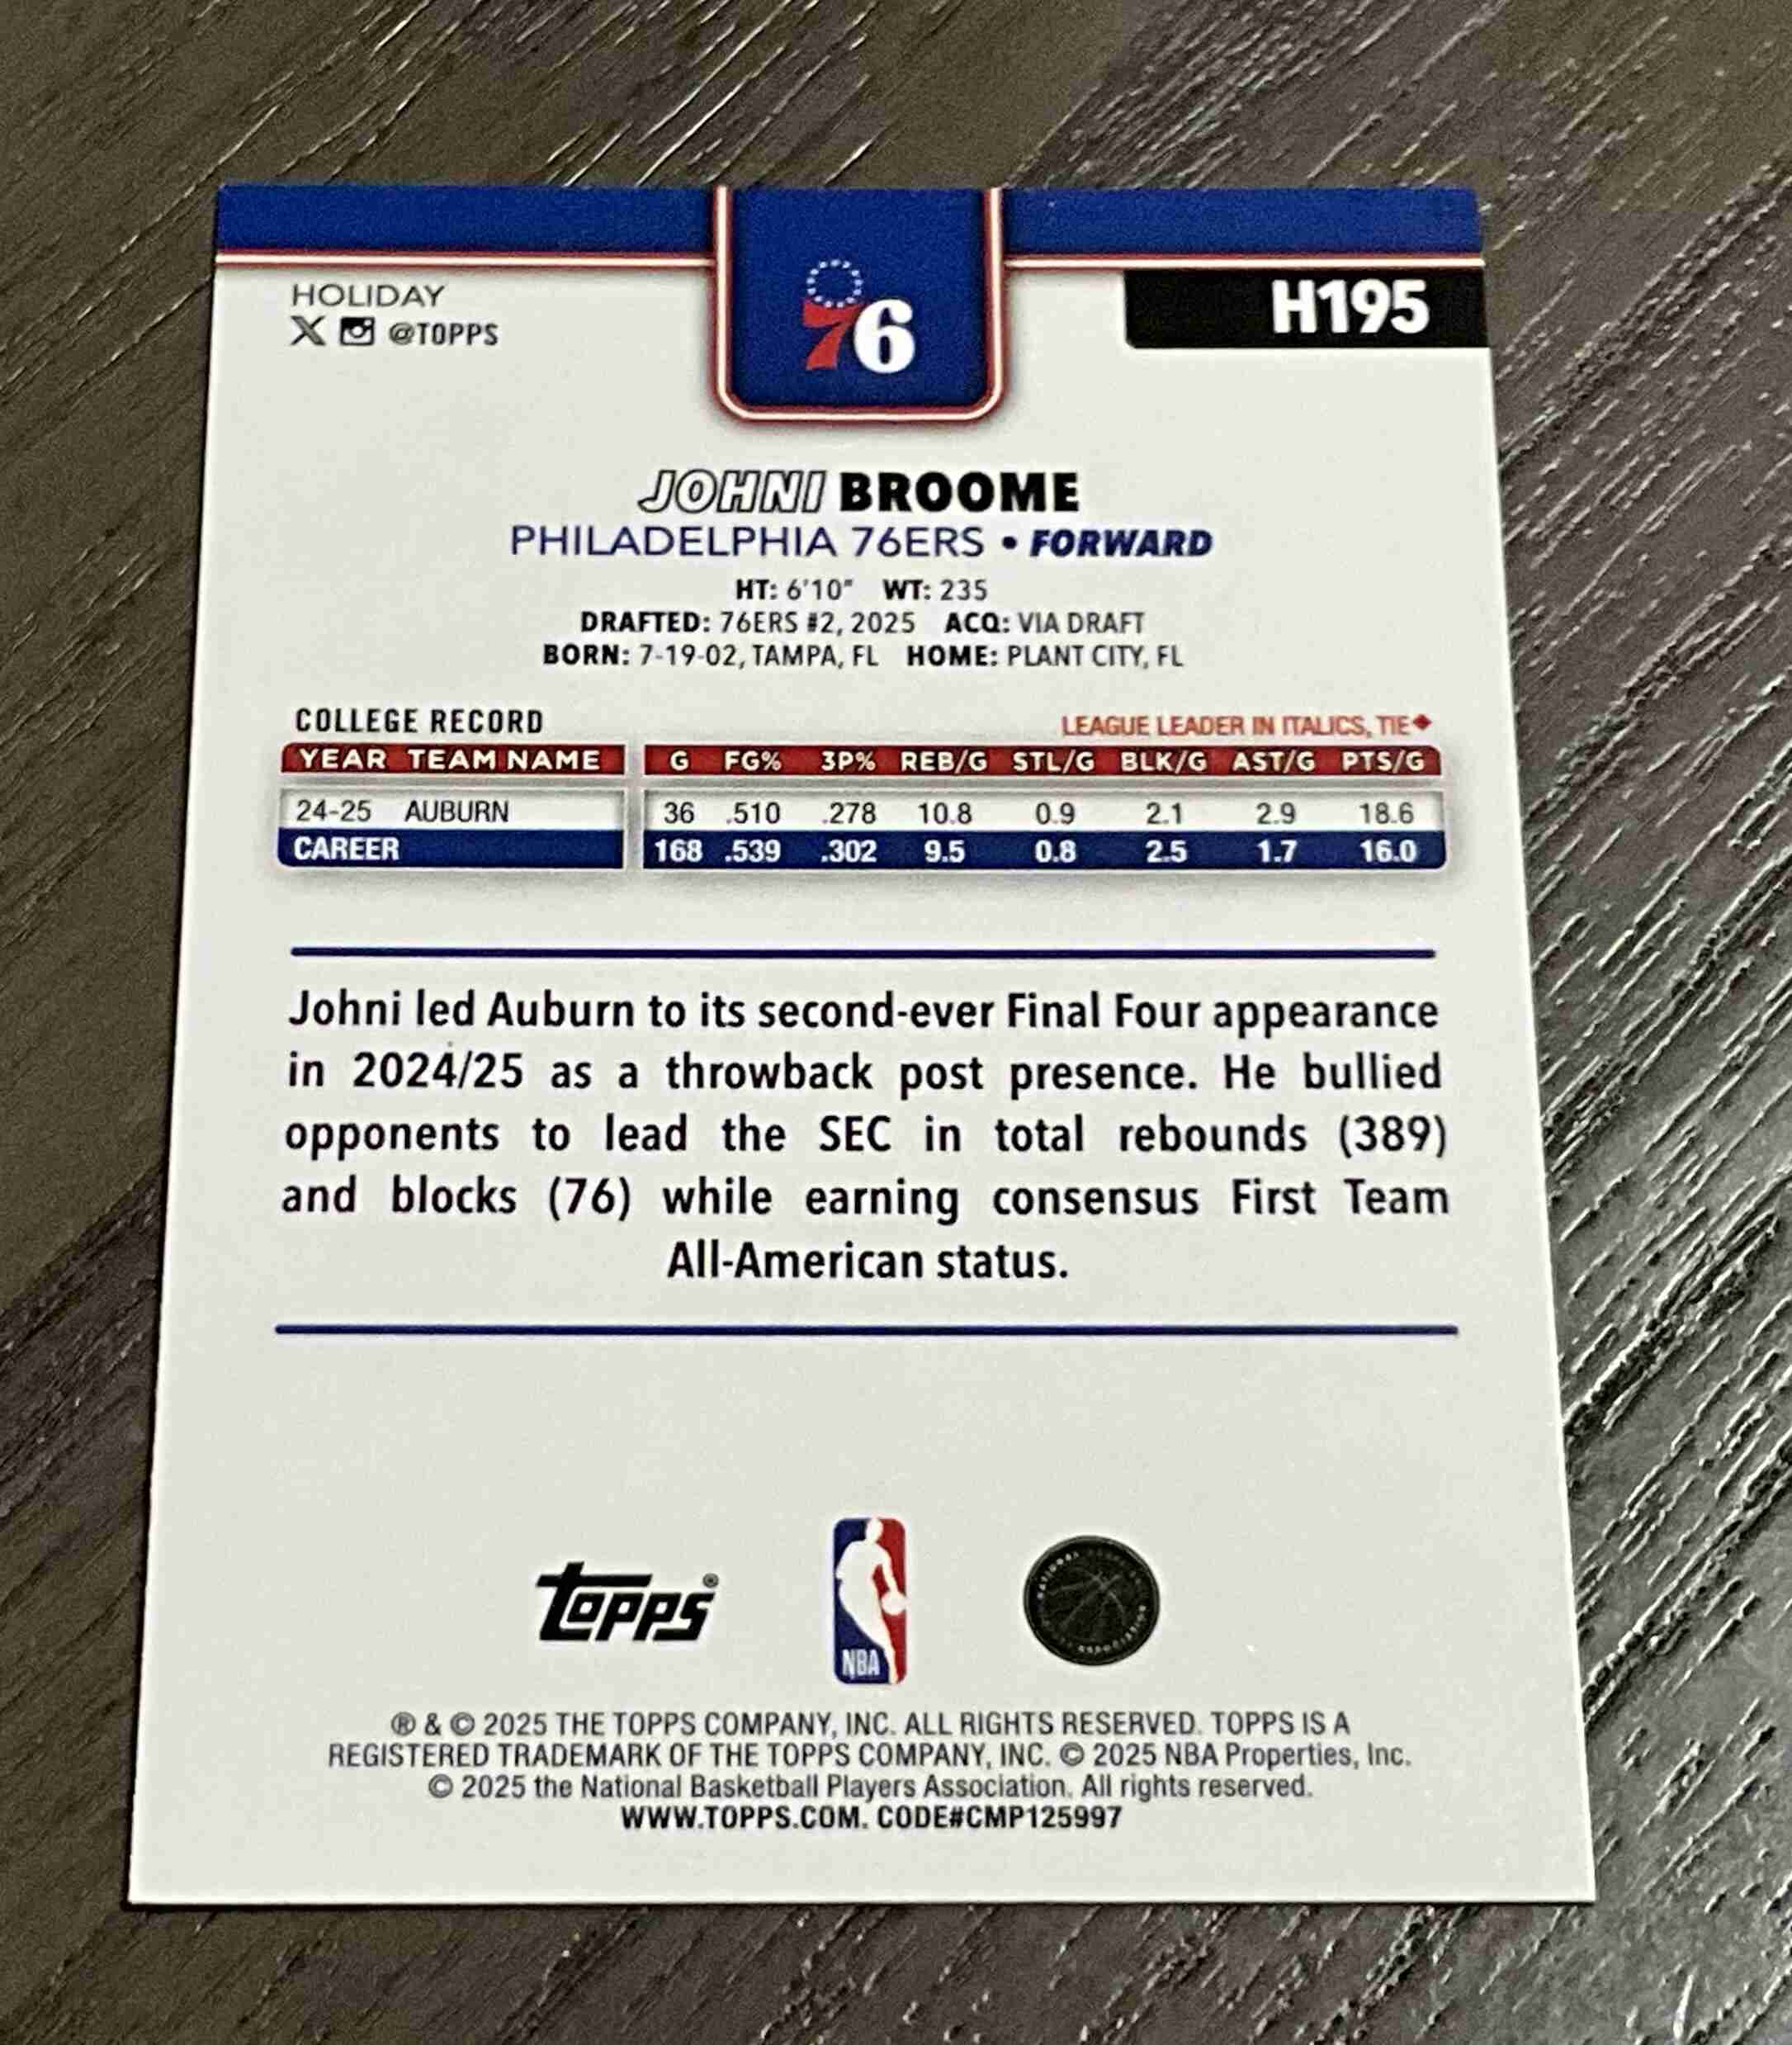 HOLIDAY
X @TOPPS
76
H195
JOHNI BROOME
PHILADELPHIA 76ERS • FORWARD
HT: 6'10" WT: 235
DRAFTED: 76ERS #2, 2025 ACQ: VIA DRAFT
BORN: 7-19-02, TAMPA, FL HOME: PLANT CITY, FL
COLLEGE RECORD LEAGUE LEADER IN ITALICS, TIE◆
YEAR TEAM NAME G FG% 3P% REB/G STL/G BLK/G AST/G PTS/G
24-25 AUBURN 36 .510 .278 10.8 0.9 2.1 2.9 18.6
CAREER 168 .539 .302 9.5 0.8 2.5 1.7 16.0
Johni led Auburn to its second-ever Final Four appearance
in 2024/25 as a throwback post presence. He bullied
opponents to lead the SEC in total rebounds (389)
and blocks (76) while earning consensus First Team
All-American status.
topps®
NBA
NATIONAL ASSOCIATION
® & © 2025 THE TOPPS COMPANY, INC. ALL RIGHTS RESERVED. TOPPS IS A
REGISTERED TRADEMARK OF THE TOPPS COMPANY, INC. © 2025 NBA Properties, Inc.
© 2025 the National Basketball Players Association. All rights reserved.
WWW.TOPPS.COM. CODE#CMP125997